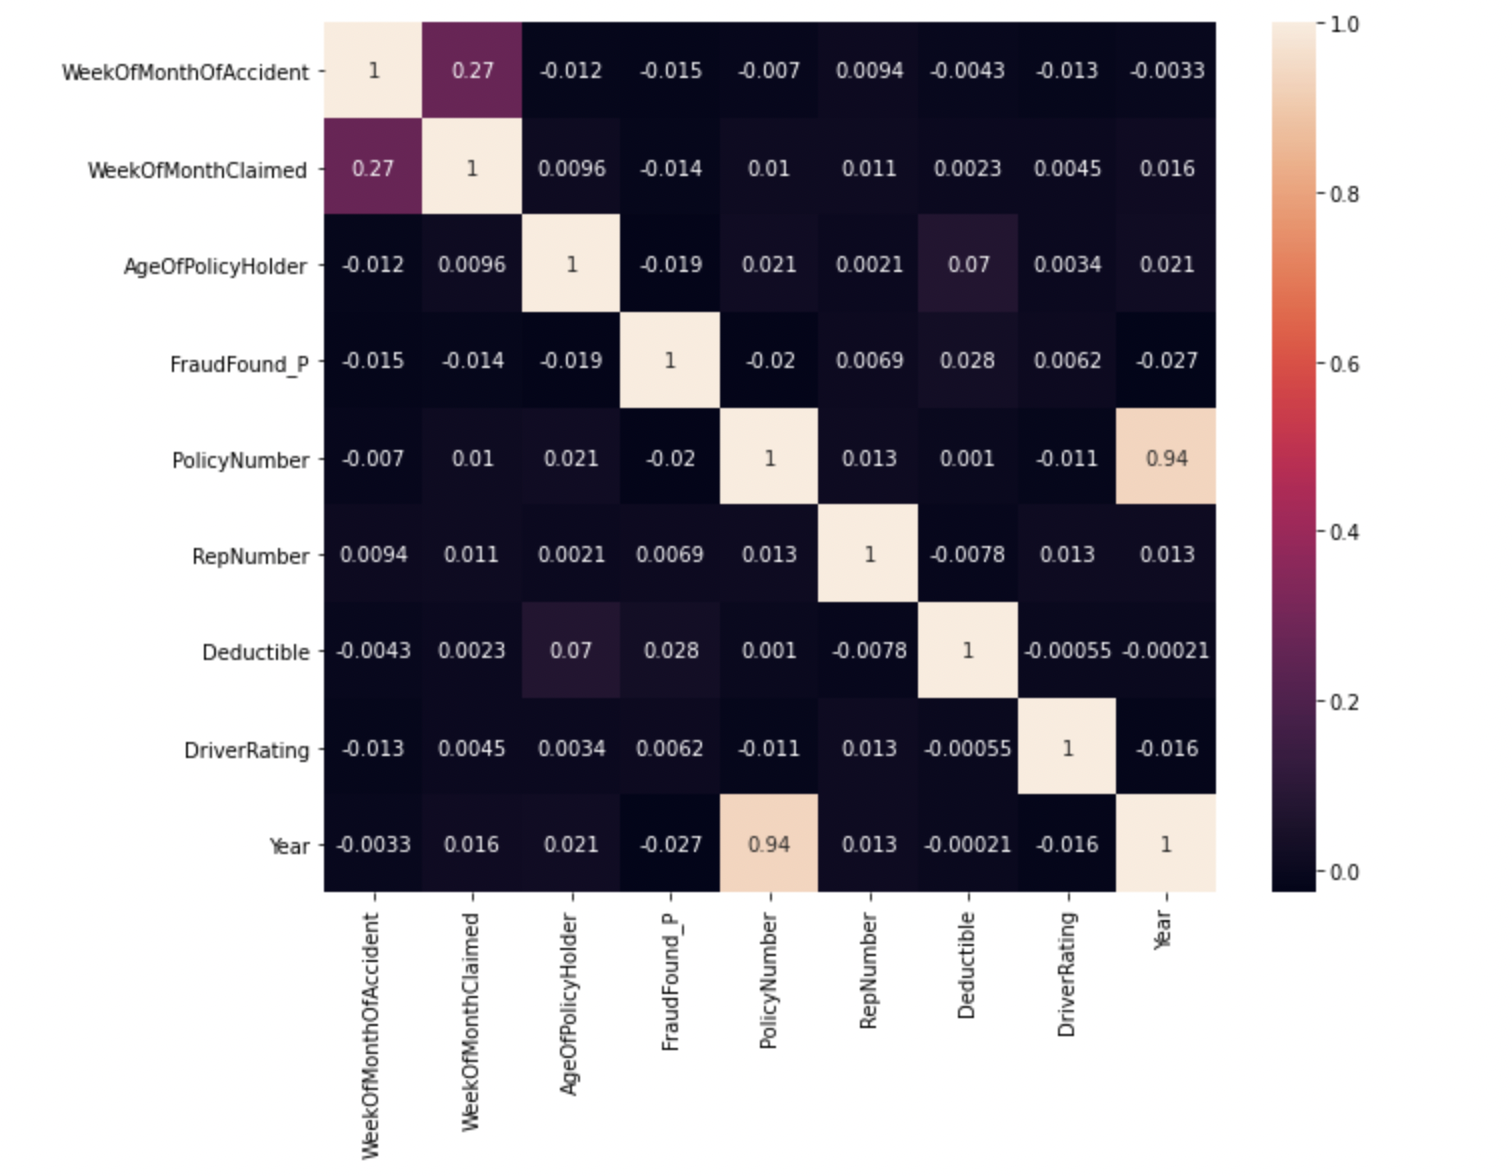 WeekOfMonthOfAccident 1 0.27 -0.012 -0.015 -0.007 0.0094 -0.0043 -0.013 -0.0033
WeekOfMonthClaimed 0.27 1 0.0096 -0.014 0.01 0.011 0.0023 0.0045 0.016
AgeOfPolicyHolder -0.012 0.0096 1 -0.019 0.021 0.0021 0.07 0.0034 0.021
FraudFound_P -0.015 -0.014 -0.019 1 -0.02 0.0069 0.028 0.0062 -0.027
PolicyNumber -0.007 0.01 0.021 -0.02 1 0.013 0.001 -0.011 0.94
RepNumber 0.0094 0.011 0.0021 0.0069 0.013 1 -0.0078 0.013 0.013
Deductible -0.0043 0.0023 0.07 0.028 0.001 -0.0078 1 -0.00055 -0.00021
DriverRating -0.013 0.0045 0.0034 0.0062 -0.011 0.013 -0.00055 1 -0.016
Year -0.0033 0.016 0.021 -0.027 0.94 0.013 -0.00021 -0.016 1
WeekOfMonthOfAccident
WeekOfMonthClaimed
AgeOfPolicyHolder
FraudFound_P
PolicyNumber
RepNumber
Deductible
DriverRating
Year
1.0
0.8
0.6
0.4
0.2
0.0